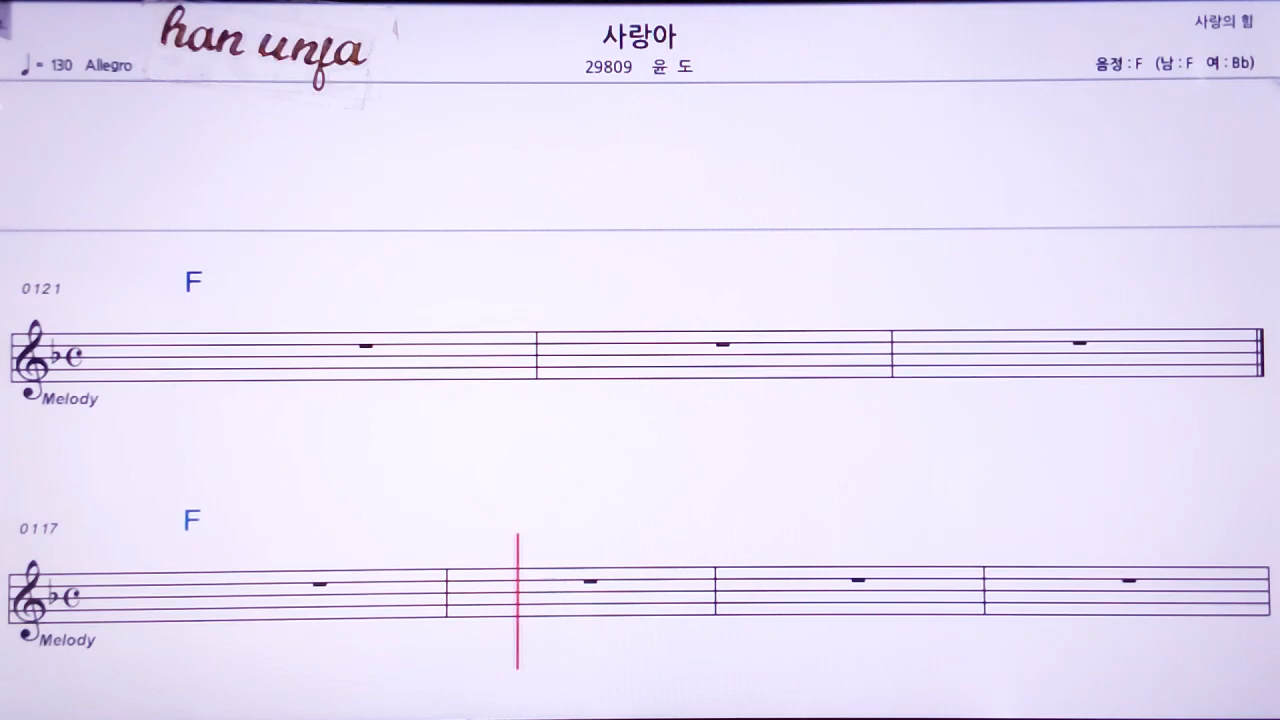 han unfa
사랑아
사랑의 힘
♩ = 130 Allegro
29809 윤 도
음정 : F (남 : F 여 : Bb)
0121
F
Melody
0117
F
Melody